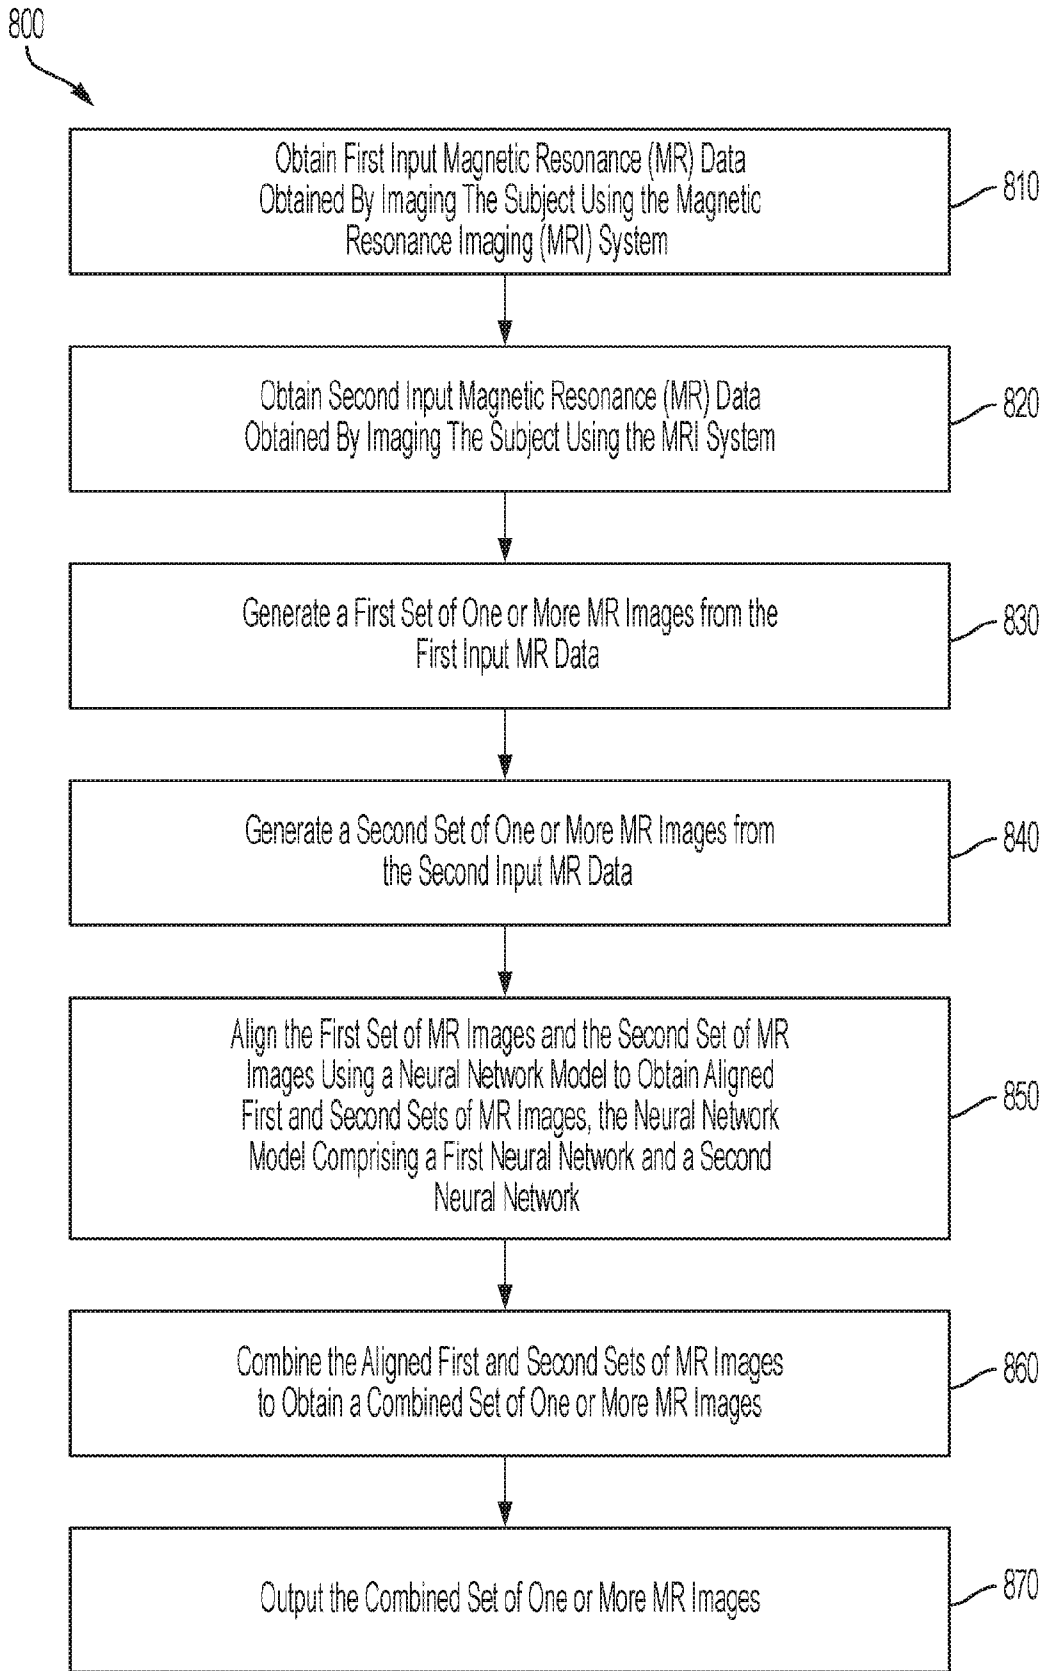 800
Obtain First Input Magnetic Resonance (MR) Data
Obtained By Imaging The Subject Using the Magnetic
Resonance Imaging (MRI) System
810
Obtain Second Input Magnetic Resonance (MR) Data
Obtained By Imaging The Subject Using the MRI System
820
Generate a First Set of One or More MR Images from the
First Input MR Data
830
Generate a Second Set of One or More MR Images from
the Second Input MR Data
840
Align the First Set of MR Images and the Second Set of MR
Images Using a Neural Network Model to Obtain Aligned
First and Second Sets of MR Images, the Neural Network
Model Comprising a First Neural Network and a Second
Neural Network
850
Combine the Aligned First and Second Sets of MR Images
to Obtain a Combined Set of One or More MR Images
860
Output the Combined Set of One or More MR Images
870